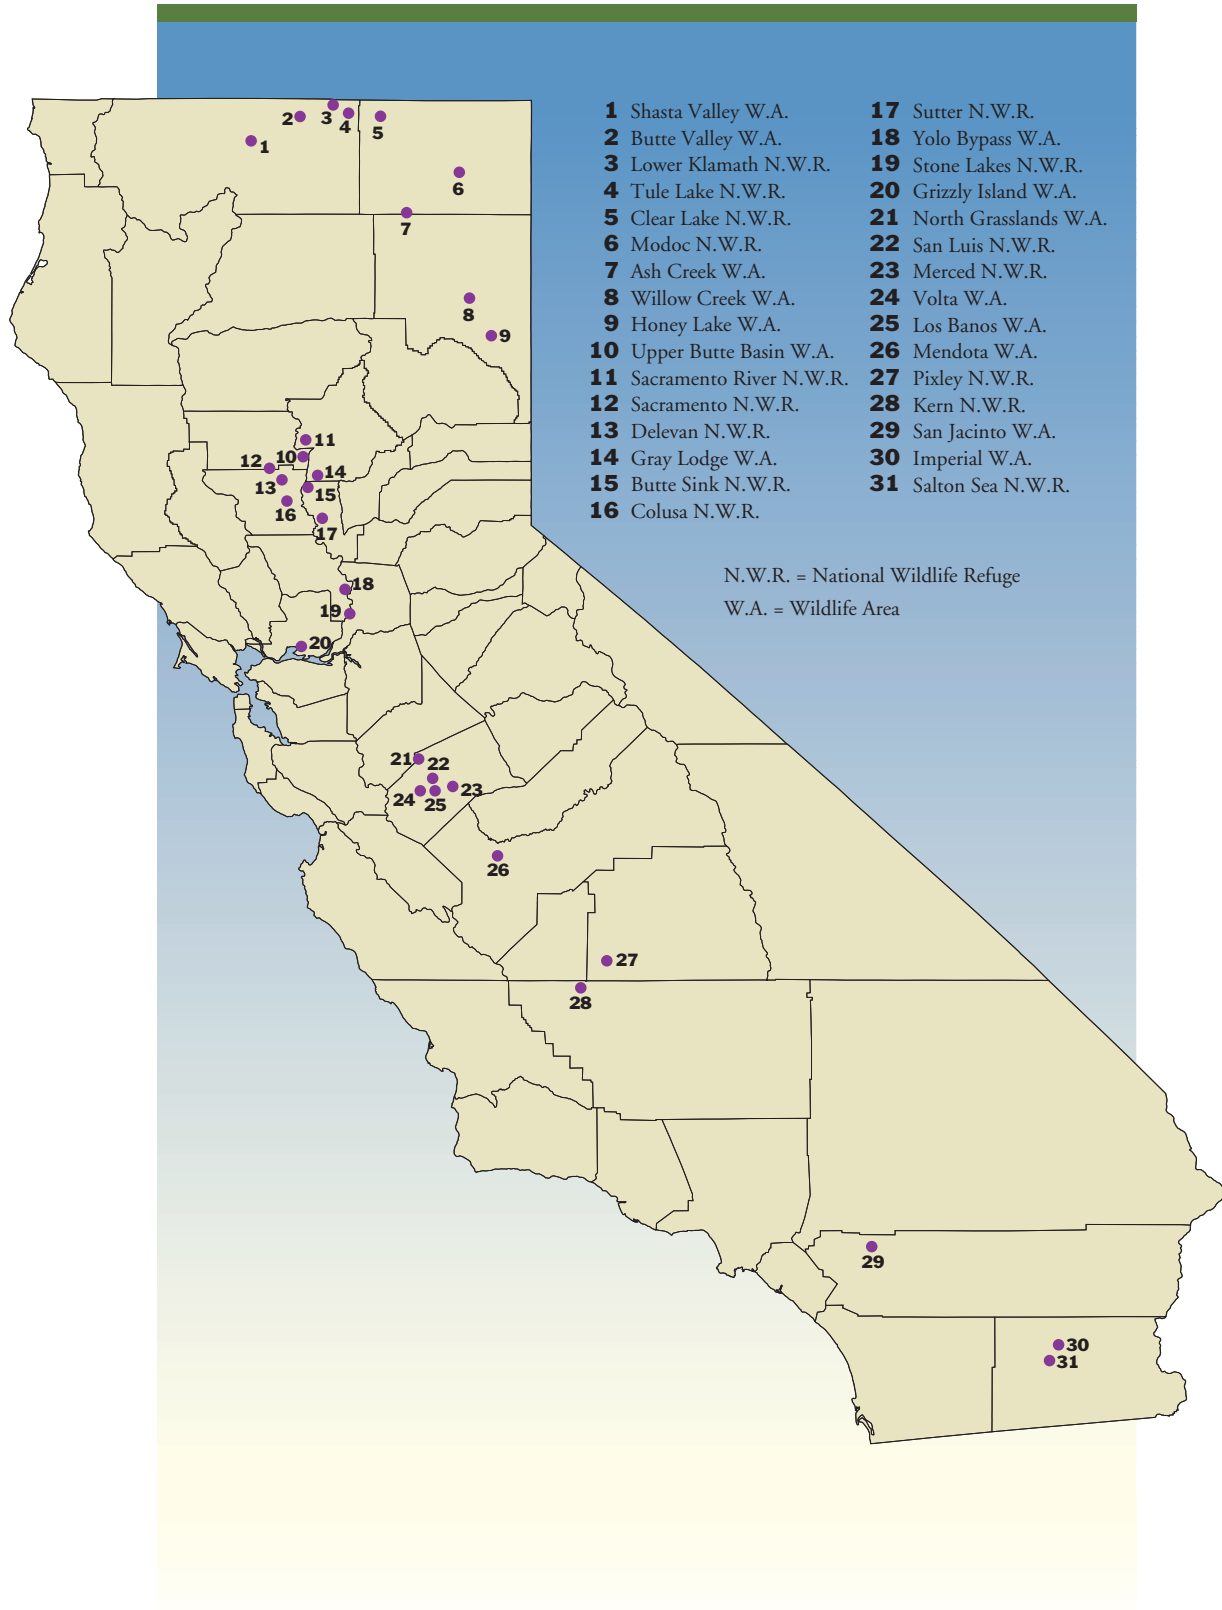 1 Shasta Valley W.A.
2 Butte Valley W.A.
3 Lower Klamath N.W.R.
4 Tule Lake N.W.R.
5 Clear Lake N.W.R.
6 Modoc N.W.R.
7 Ash Creek W.A.
8 Willow Creek W.A.
9 Honey Lake W.A.
10 Upper Butte Basin W.A.
11 Sacramento River N.W.R.
12 Sacramento N.W.R.
13 Delevan N.W.R.
14 Gray Lodge W.A.
15 Butte Sink N.W.R.
16 Colusa N.W.R.
17 Sutter N.W.R.
18 Yolo Bypass W.A.
19 Stone Lakes N.W.R.
20 Grizzly Island W.A.
21 North Grasslands W.A.
22 San Luis N.W.R.
23 Merced N.W.R.
24 Volta W.A.
25 Los Banos W.A.
26 Mendota W.A.
27 Pixley N.W.R.
28 Kern N.W.R.
29 San Jacinto W.A.
30 Imperial W.A.
31 Salton Sea N.W.R.
N.W.R. = National Wildlife Refuge
W.A. = Wildlife Area
1
2
3
4
5
6
7
8
9
10
11
12
13
14
15
16
17
18
19
20
21
22
23
24
25
26
27
28
29
30
31